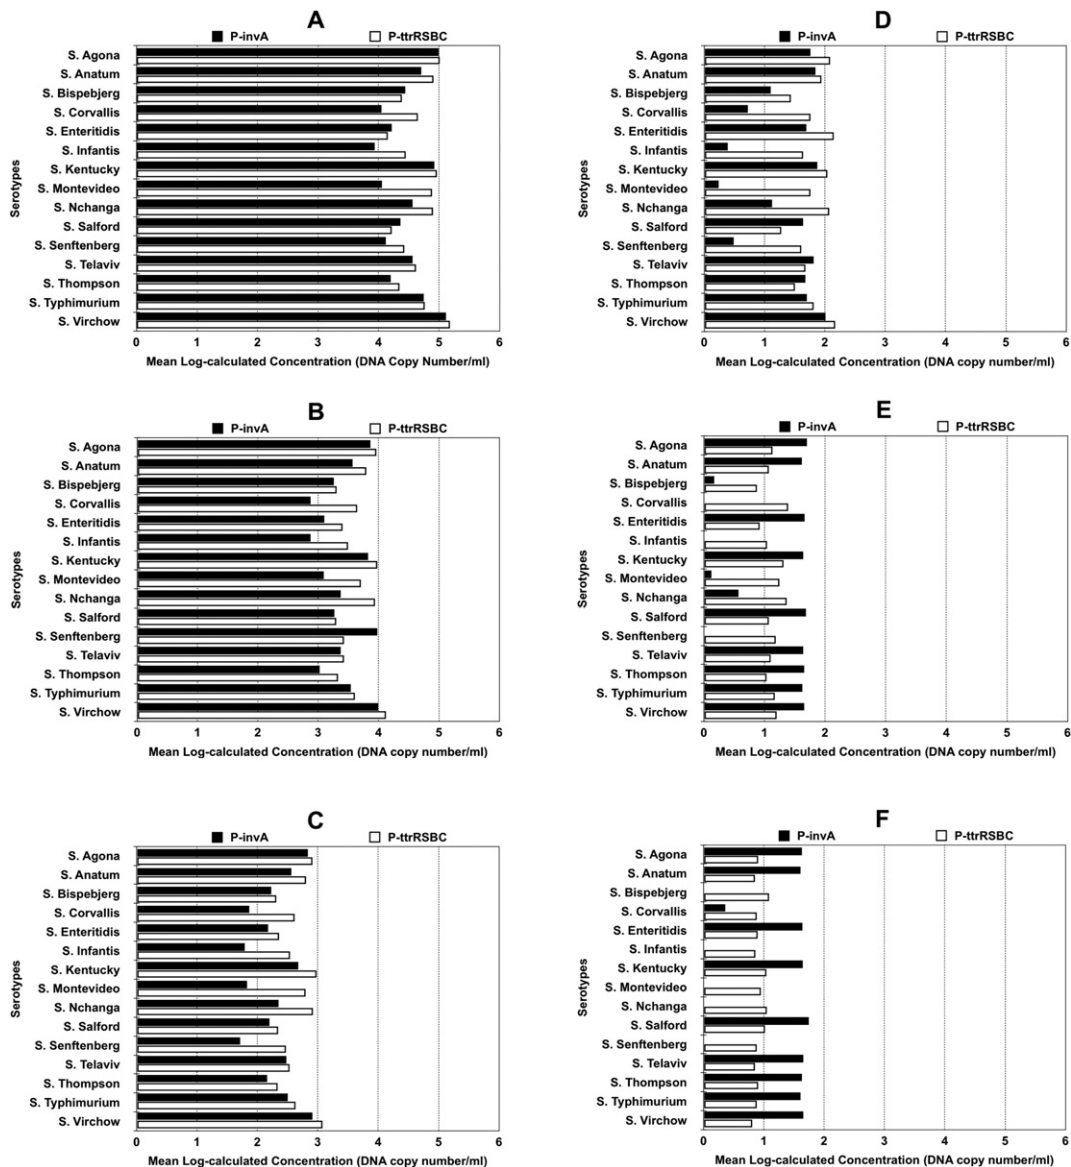 A
P-invA P-ttrRSBC
Serotypes
S. Agona
S. Anatum
S. Bispebjerg
S. Corvallis
S. Enteritidis
S. Infantis
S. Kentucky
S. Montevideo
S. Nchanga
S. Salford
S. Senftenberg
S. Telaviv
S. Thompson
S. Typhimurium
S. Virchow
0 1 2 3 4 5 6
Mean Log-calculated Concentration (DNA Copy Number/ml)
D
P-invA P-ttrRSBC
Serotypes
S. Agona
S. Anatum
S. Bispebjerg
S. Corvallis
S. Enteritidis
S. Infantis
S. Kentucky
S. Montevideo
S. Nchanga
S. Salford
S. Senftenberg
S. Telaviv
S. Thompson
S. Typhimurium
S. Virchow
0 1 2 3 4 5 6
Mean Log-calculated Concentration (DNA copy number/ml)
B
P-invA P-ttrRSBC
Serotypes
S. Agona
S. Anatum
S. Bispebjerg
S. Corvallis
S. Enteritidis
S. Infantis
S. Kentucky
S. Montevideo
S. Nchanga
S. Salford
S. Senftenberg
S. Telaviv
S. Thompson
S. Typhimurium
S. Virchow
0 1 2 3 4 5 6
Mean Log-calculated Concentration (DNA copy number/ml)
E
P-invA P-ttrRSBC
Serotypes
S. Agona
S. Anatum
S. Bispebjerg
S. Corvallis
S. Enteritidis
S. Infantis
S. Kentucky
S. Montevideo
S. Nchanga
S. Salford
S. Senftenberg
S. Telaviv
S. Thompson
S. Typhimurium
S. Virchow
0 1 2 3 4 5 6
Mean Log-calculated Concentration (DNA copy number/ml)
C
P-invA P-ttrRSBC
Serotypes
S. Agona
S. Anatum
S. Bispebjerg
S. Corvallis
S. Enteritidis
S. Infantis
S. Kentucky
S. Montevideo
S. Nchanga
S. Salford
S. Senftenberg
S. Telaviv
S. Thompson
S. Typhimurium
S. Virchow
0 1 2 3 4 5 6
Mean Log-calculated Concentration (DNA copy number/ml)
F
P-invA P-ttrRSBC
Serotypes
S. Agona
S. Anatum
S. Bispebjerg
S. Corvallis
S. Enteritidis
S. Infantis
S. Kentucky
S. Montevideo
S. Nchanga
S. Salford
S. Senftenberg
S. Telaviv
S. Thompson
S. Typhimurium
S. Virchow
0 1 2 3 4 5 6
Mean Log-calculated Concentration (DNA copy number/ml)